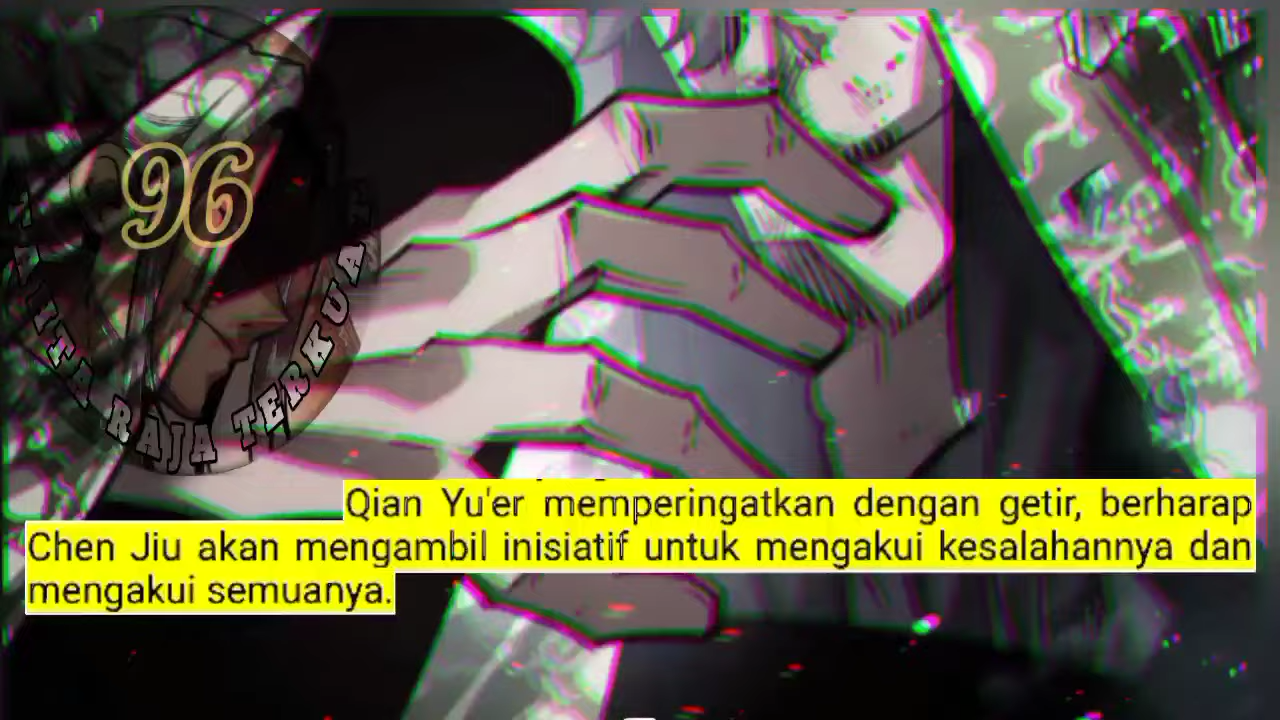 96
RAJA TERKUAT
Qian Yu'er memperingatkan dengan getir, berharap
Chen Jiu akan mengambil inisiatif untuk mengakui kesalahannya dan
mengakui semuanya.